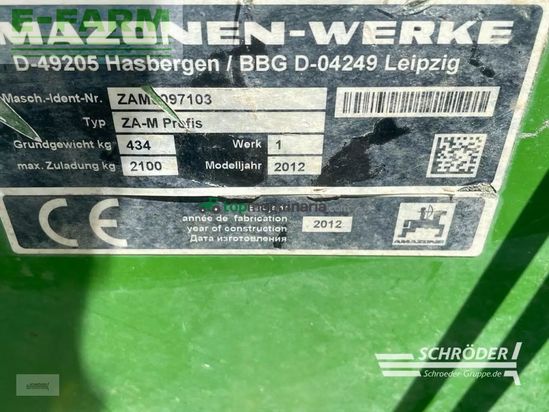 E-FARM
MAZONEN-WERKE
D-49205 Hasbergen / BBG D-04249 Leipzig
Masch.-Ident-Nr.
Typ ZA-M Profis
Grundgewicht kg 434 Werk 1
max. Zuladung kg 2100 Modelljahr 2012
topmaquinaria
année de fabrication
year of construction 2012
Дата изготовления
CE
AMAZONE
SCHRÖDER
Schroeder-Gruppe.de